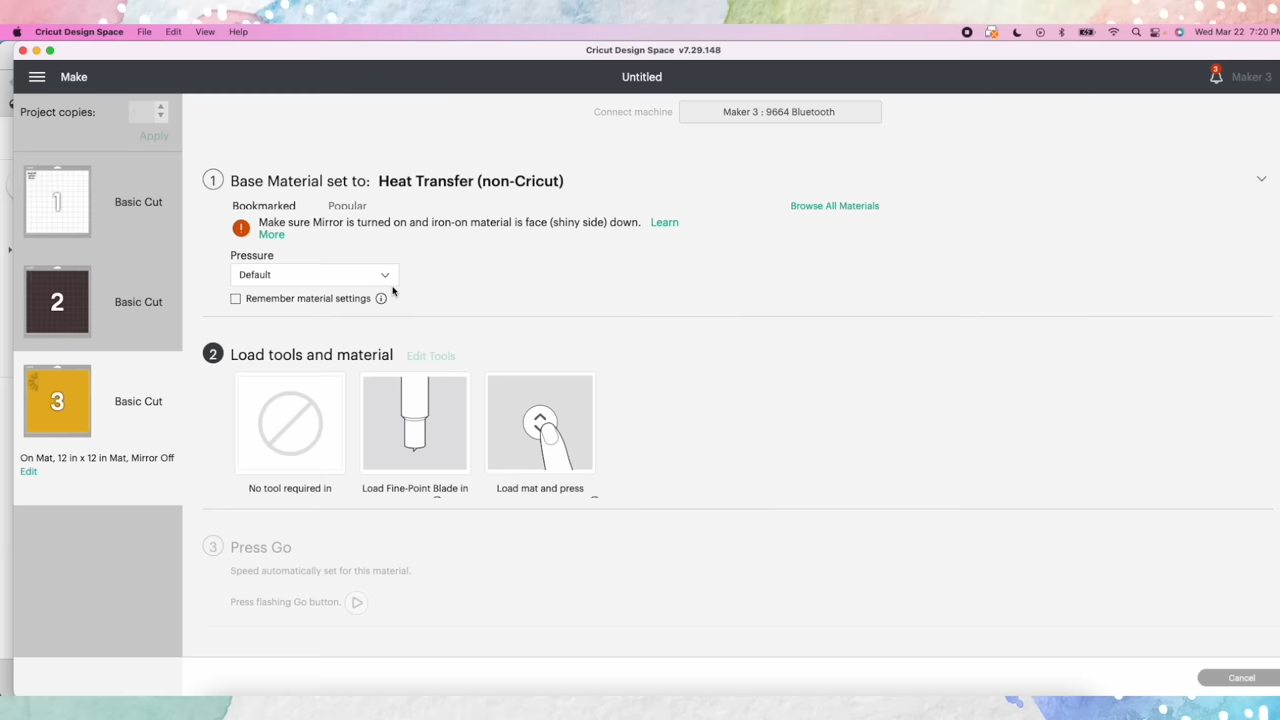 Cricut Design Space File Edit View Help Wed Mar 22 7:20 PM
Cricut Design Space v7.29.148
Make Untitled 3 Maker 3
Project copies: Connect machine Maker 3 : 9664 Bluetooth
Apply
1 Basic Cut
2 Basic Cut
3 Basic Cut
On Mat, 12 in x 12 in Mat, Mirror Off
Edit
1 Base Material set to: Heat Transfer (non-Cricut)
Bookmarked Popular Browse All Materials
! Make sure Mirror is turned on and iron-on material is face (shiny side) down. Learn
More
Pressure
Default
Remember material settings i
2 Load tools and material Edit Tools
No tool required in Load Fine-Point Blade in Load mat and press
3 Press Go
Speed automatically set for this material.
Press flashing Go button.
Cancel